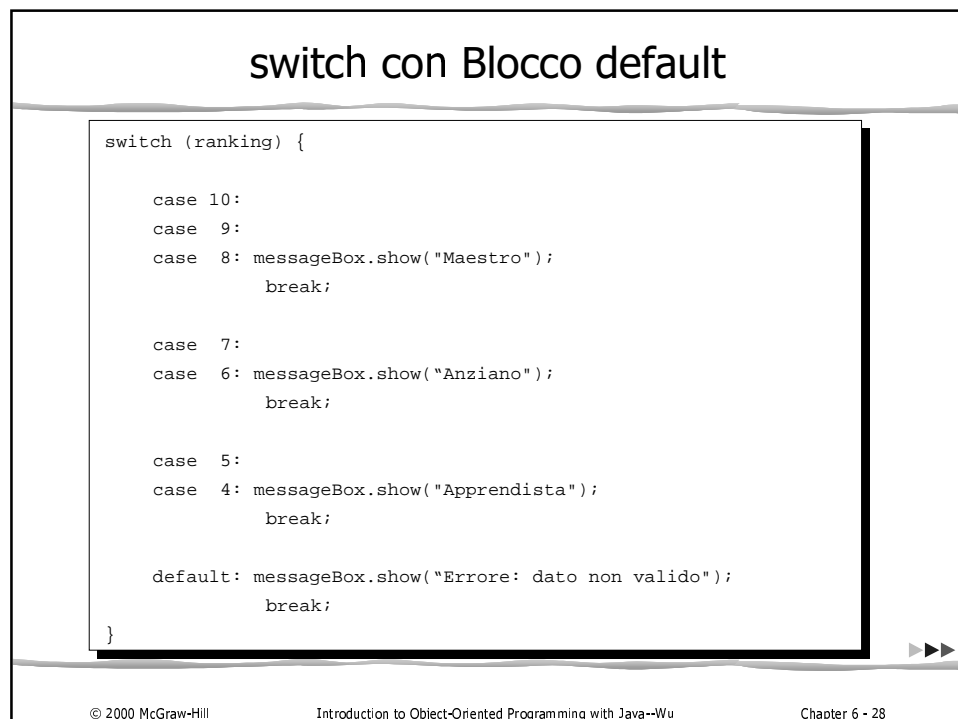 switch con Blocco default
switch (ranking) {
case 10:
case 9:
case 8: messageBox.show("Maestro");
break;
case 7:
case 6: messageBox.show(“Anziano");
break;
case 5:
case 4: messageBox.show("Apprendista");
break;
default: messageBox.show(“Errore: dato non valido");
break;
}
© 2000 McGraw-Hill
Introduction to Object-Oriented Programming with Java--Wu
Chapter 6 - 28